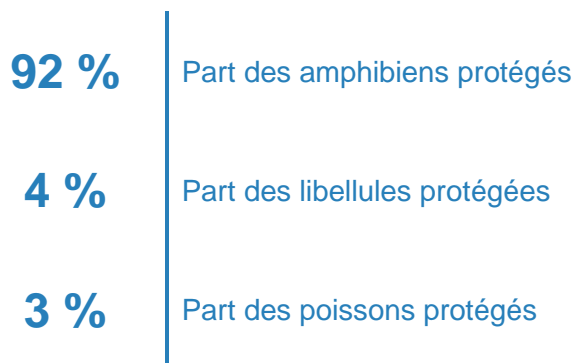 92 % Part des amphibiens protégés
4 % Part des libellules protégées
3 % Part des poissons protégés